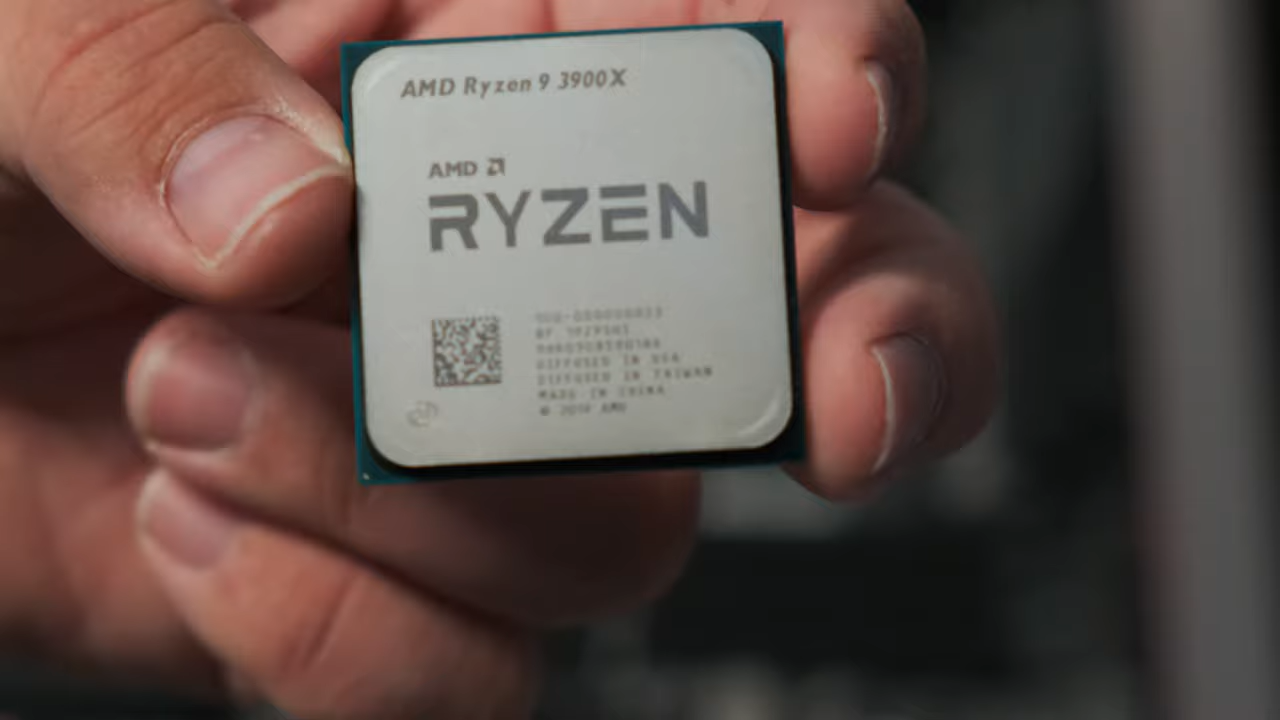 AMD Ryzen 9 3900X
AMD
RYZEN
DIFFUSED IN USA
DIFFUSED IN TAIWAN
MADE IN CHINA
© 2019 AMD